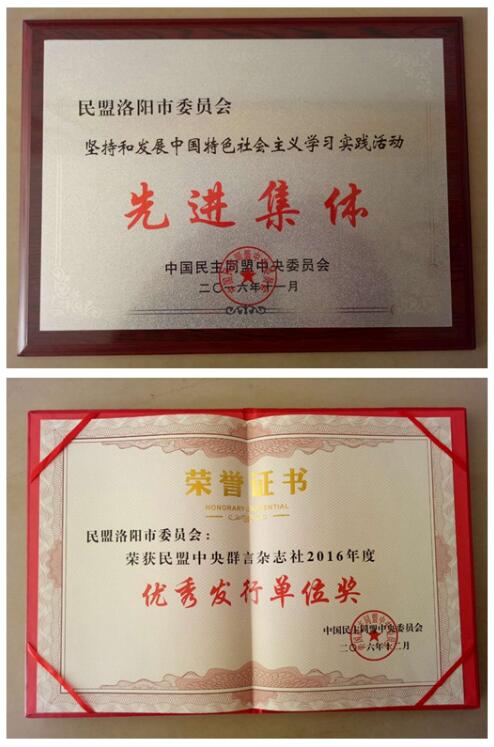 民盟洛阳市委员会
坚持和发展中国特色社会主义学习实践活动
先进集体
中国民主同盟中央委员会
二〇一六年十一月
荣誉证书
HONORARY CREDENTIAL
民盟洛阳市委员会：
荣获民盟中央群言杂志社2016年度
优秀发行单位奖
中国民主同盟中央委员会
二〇一六年十二月